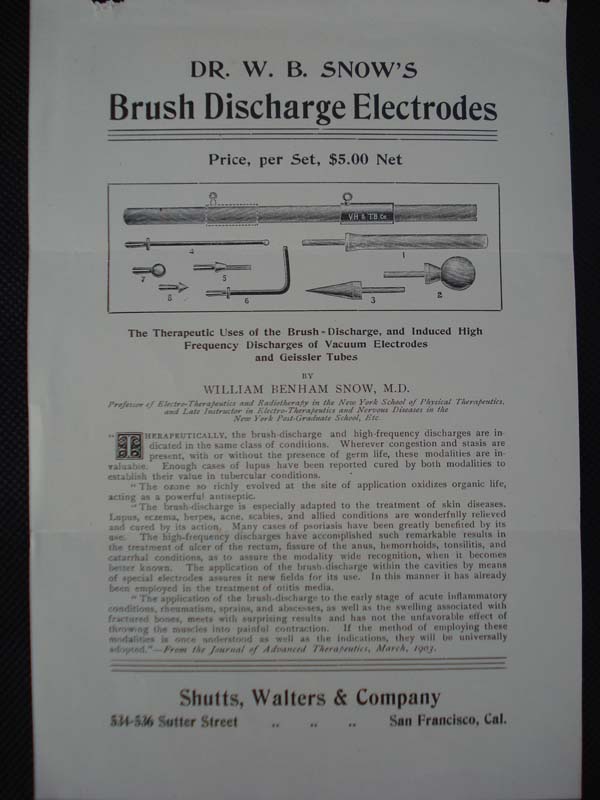 DR. W. B. SNOW'S
Brush Discharge Electrodes
Price, per Set, $5.00 Net
V.H & T.B. Co
4
1
7
5
2
8
6
3
The Therapeutic Uses of the Brush-Discharge, and Induced High
Frequency Discharges of Vacuum Electrodes
and Geissler Tubes
BY
WILLIAM BENHAM SNOW, M.D.
Professor of Electro-Therapeutics and Radiotherapy in the New York School of Physical Therapeutics,
and Late Instructor in Electro-Therapeutics and Nervous Diseases in the
New York Post-Graduate School, Etc.
"THERAPEUTICALLY, the brush-discharge and high-frequency discharges are in-
dicated in the same class of conditions. Wherever congestion and stasis are
present, with or without the presence of germ life, these modalities are in-
valuable. Enough cases of lupus have been reported cured by both modalities to
establish their value in tubercular conditions.
"The ozone so richly evolved at the site of application oxidizes organic life,
acting as a powerful antiseptic.
"The brush-discharge is especially adapted to the treatment of skin diseases.
Lupus, eczema, herpes, acne, scabies, and allied conditions are wonderfully relieved
and cured by its action. Many cases of psoriasis have been greatly benefited by its
use. The high-frequency discharges have accomplished such remarkable results in
the treatment of ulcer of the rectum, fissure of the anus, hemorrhoids, tonsilitis, and
catarrhal conditions, as to assure the modality wide recognition, when it becomes
better known. The application of the brush-discharge within the cavities by means
of special electrodes assures it new fields for its use. In this manner it has already
been employed in the treatment of otitis media.
"The application of the brush-discharge to the early stage of acute inflammatory
conditions, rheumatism, sprains, and abscesses, as well as the swelling associated with
fractured bones, meets with surprising results and has not the unfavorable effect of
throwing the muscles into painful contraction. If the method of employing these
modalities is once understood as well as the indications, they will be universally
adopted."—From the Journal of Advanced Therapeutics, March, 1903.
Shutts, Walters & Company
534-536 Sutter Street „ „ „ San Francisco, Cal.